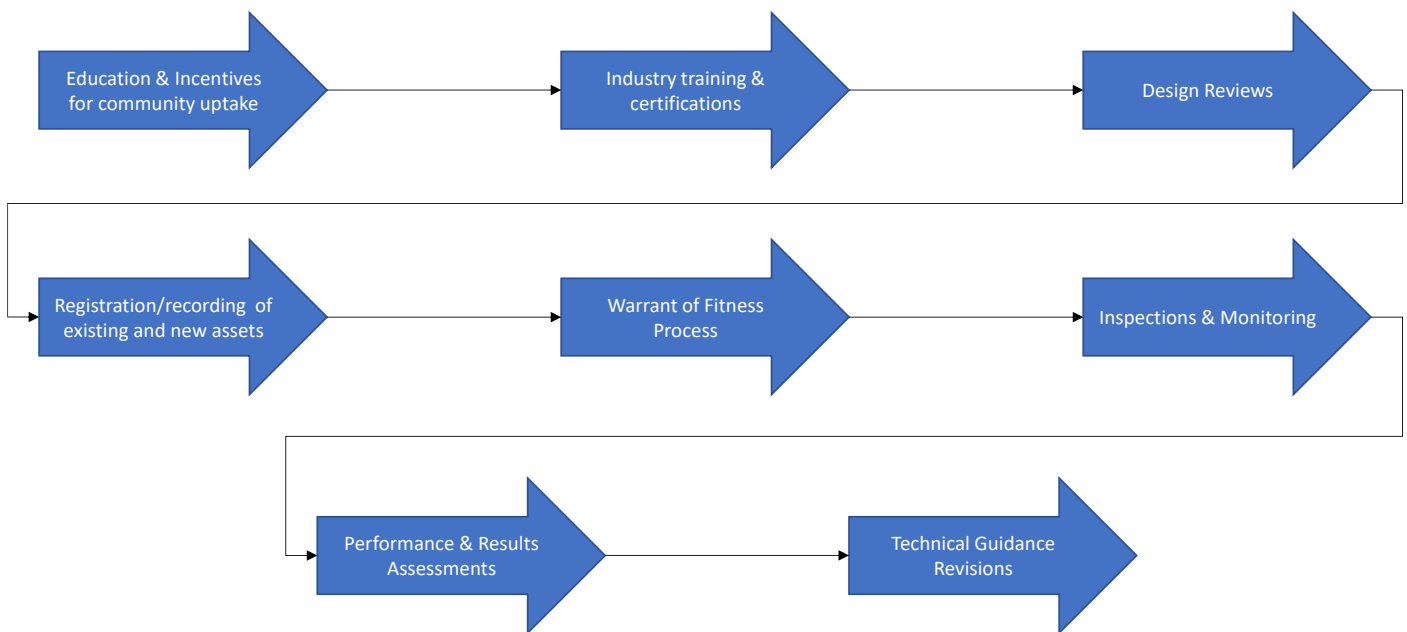 Education & Incentives
for community uptake
Industry training &
certifications
Design Reviews
Registration/recording of
existing and new assets
Warrant of Fitness
Process
Inspections & Monitoring
Performance & Results
Assessments
Technical Guidance
Revisions